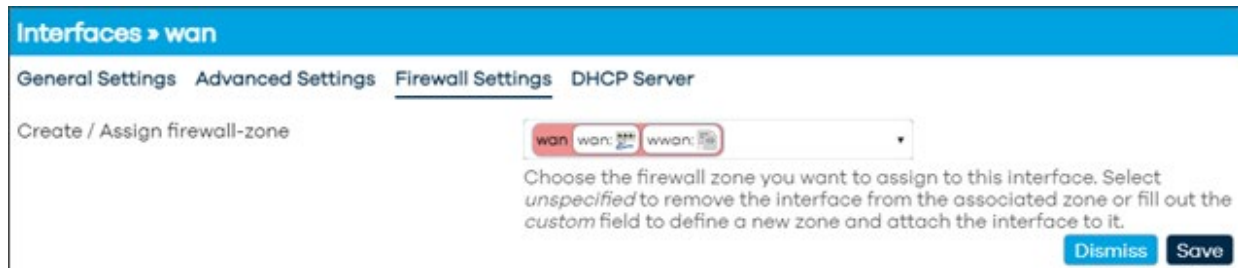 Interfaces » wan
General Settings Advanced Settings Firewall Settings DHCP Server
Create / Assign firewall-zone
wan wan: wwan:
Choose the firewall zone you want to assign to this interface. Select
unspecified to remove the interface from the associated zone or fill out the
custom field to define a new zone and attach the interface to it.
Dismiss Save